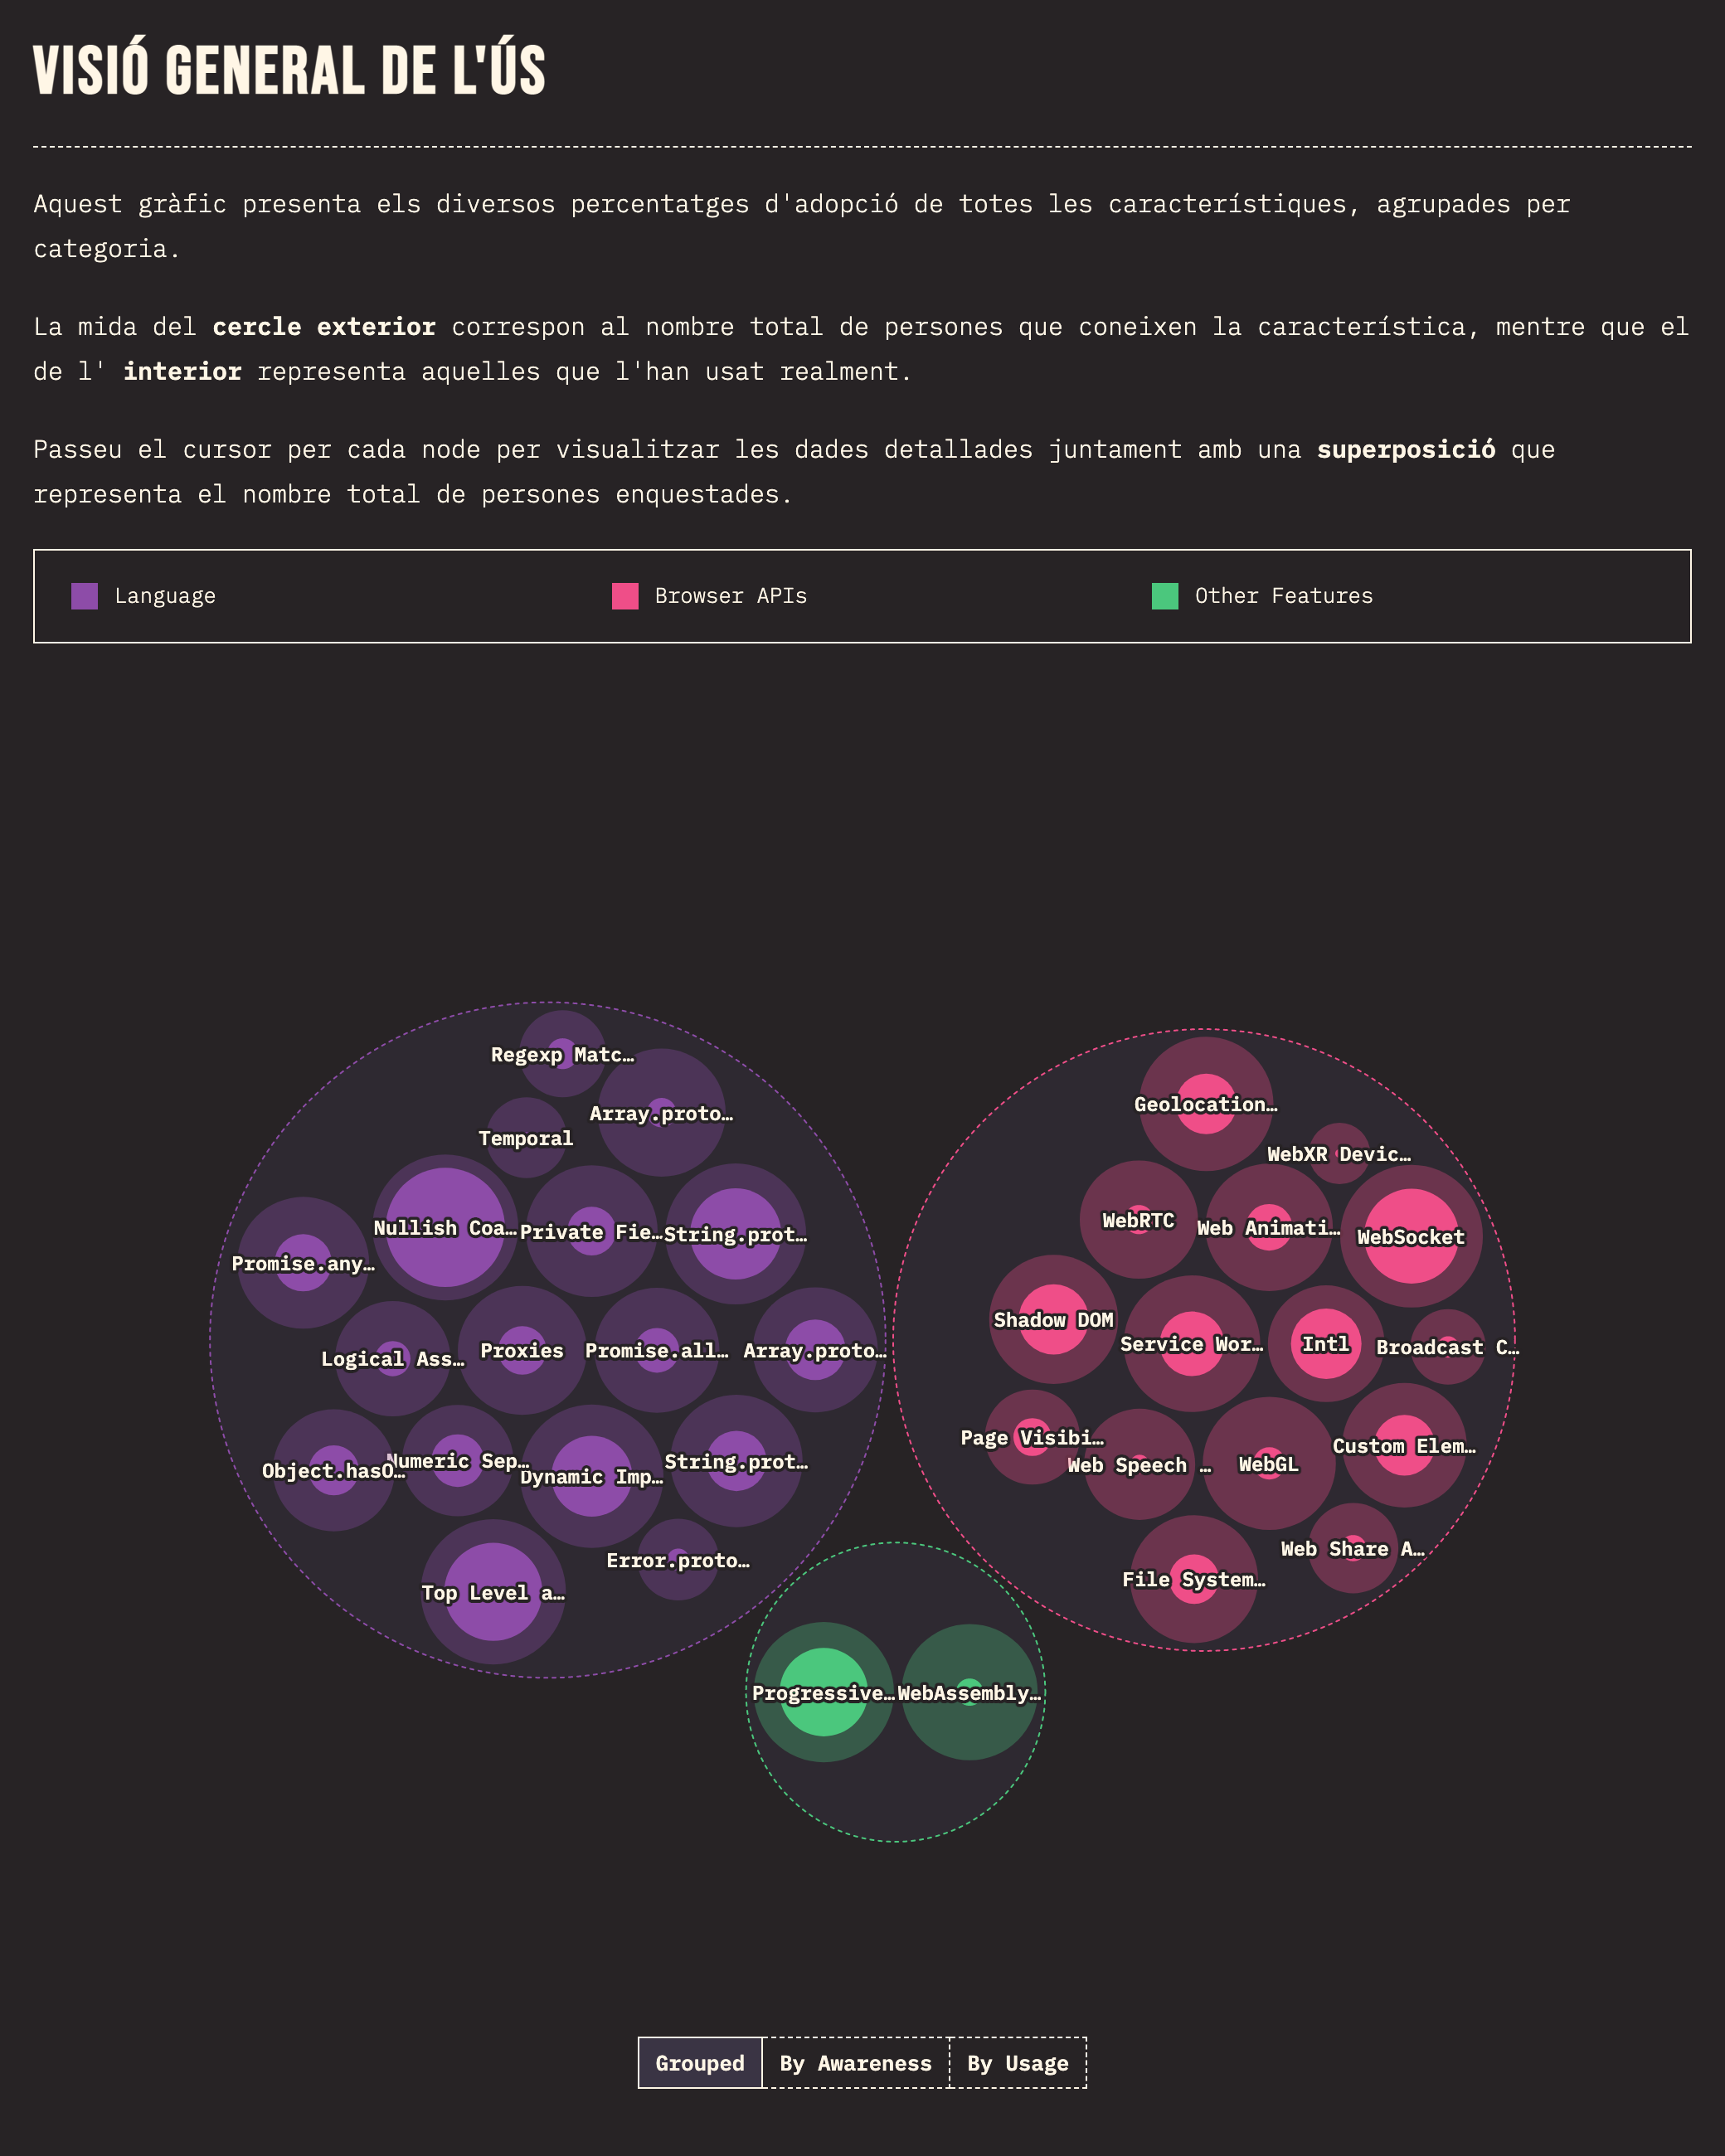 VISIÓ GENERAL DE L'ÚS
Aquest gràfic presenta els diversos percentatges d'adopció de totes les característiques, agrupades per
categoria.
La mida del cercle exterior correspon al nombre total de persones que coneixen la característica, mentre que el
de l' interior representa aquelles que l'han usat realment.
Passeu el cursor per cada node per visualitzar les dades detallades juntament amb una superposició que
representa el nombre total de persones enquestades.
Language
Browser APIs
Other Features
Regexp Matc…
Array.proto…
Temporal
Nullish Coa…
Private Fie…
String.prot…
Promise.any…
Logical Ass…
Proxies
Promise.all…
Array.proto…
Object.hasO…
Numeric Sep…
Dynamic Imp…
String.prot…
Error.proto…
Top Level a…
Geolocation…
WebXR Devic…
WebRTC
Web Animati…
WebSocket
Shadow DOM
Service Wor…
Intl
Broadcast C…
Page Visibi…
Web Speech …
WebGL
Custom Elem…
Web Share A…
File System…
Progressive…
WebAssembly…
Grouped
By Awareness
By Usage